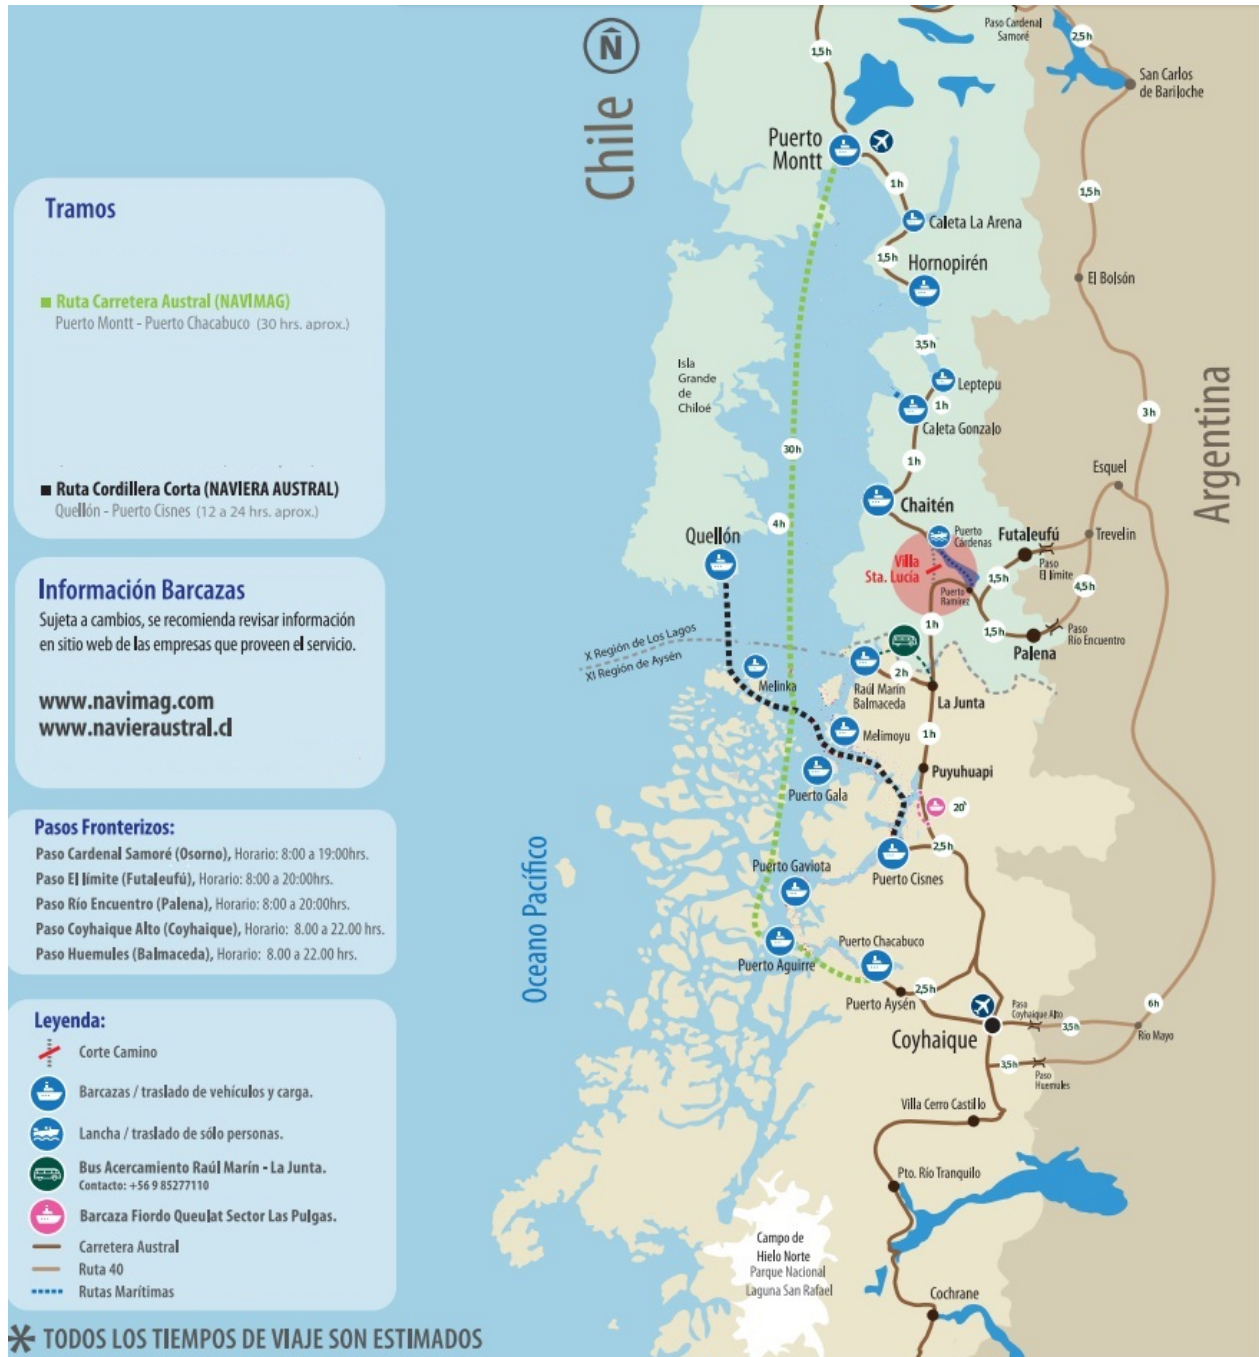 Chile
N
Argentina
Oceano Pacífico
Paso Cardenal
Samoré
2,5h
San Carlos
de Bariloche
1,5h
Puerto
Montt
1h
1,5h
Caleta La Arena
1,5h
Hornopirén
El Bolsón
3,5h
Isla
Grande
de
Chiloé
Leptepu
1h
3h
Caleta Gonzalo
30h
1h
Esquel
Chaitén
4h
Quellón
Puerto
Cárdenas
Futaleufú
Trevelin
Villa
Sta. Lucía
Paso
El límite
1,5h
4,5h
Puerto
Ramírez
1h
1,5h
Paso
Río Encuentro
Palena
X Región de Los Lagos
XI Región de Aysén
Melinka
2h
Raúl Marín
Balmaceda
La Junta
Melimoyu
1h
Puyuhuapi
Puerto Gala
20'
2,5h
Puerto Gaviota
Puerto Cisnes
Puerto Chacabuco
Puerto Aguirre
Puerto Aysén
2,5h
Paso
Coyhaique Alto
6h
Coyhaique
3,5h
Río Mayo
3,5h
Paso
Huemules
Villa Cerro Castillo
Pto. Río Tranquilo
Campo de
Hielo Norte
Parque Nacional
Laguna San Rafael
Cochrane
Tramos
Ruta Carretera Austral (NAVIMAG)
Puerto Montt - Puerto Chacabuco (30 hrs. aprox.)
Ruta Cordillera Corta (NAVIERA AUSTRAL)
Quellón - Puerto Cisnes (12 a 24 hrs. aprox.)
Información Barcazas
Sujeta a cambios, se recomienda revisar información
en sitio web de las empresas que proveen el servicio.
www.navimag.com
www.navieraustral.cl
Pasos Fronterizos:
Paso Cardenal Samoré (Osorno), Horario: 8:00 a 19:00hrs.
Paso El límite (Futaleufú), Horario: 8:00 a 20:00hrs.
Paso Río Encuentro (Palena), Horario: 8:00 a 20:00hrs.
Paso Coyhaique Alto (Coyhaique), Horario: 8.00 a 22.00 hrs.
Paso Huemules (Balmaceda), Horario: 8.00 a 22.00 hrs.
Leyenda:
Corte Camino
Barcazas / traslado de vehículos y carga.
Lancha / traslado de sólo personas.
Bus Acercamiento Raúl Marín - La Junta.
Contacto: +56 9 85277110
Barcaza Fiordo Queulat Sector Las Pulgas.
Carretera Austral
Ruta 40
Rutas Marítimas
* TODOS LOS TIEMPOS DE VIAJE SON ESTIMADOS